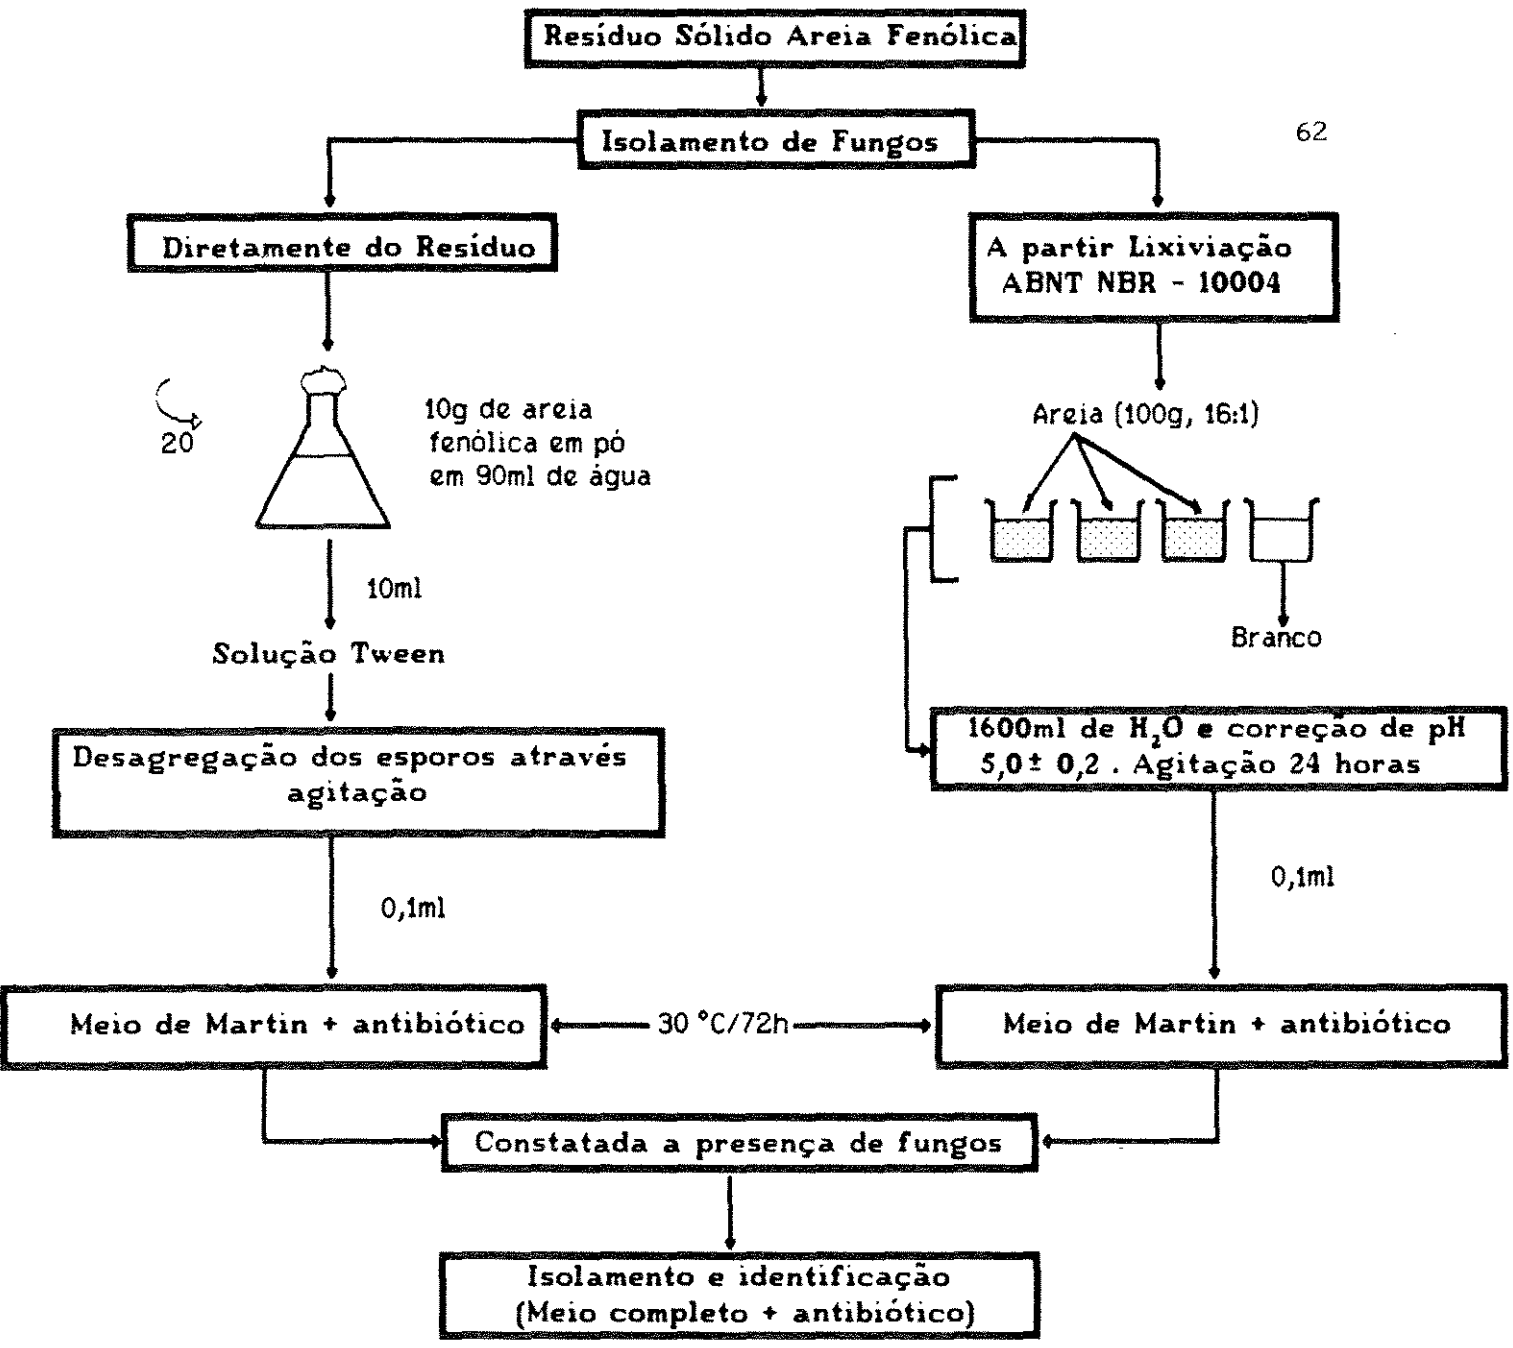 Resíduo Sólido Areia Fenólica
Isolamento de Fungos
62
Diretamente do Resíduo
A partir Lixiviação
ABNT NBR - 10004
20
10g de areia
fenólica em pó
em 90ml de água
Areia (100g, 16:1)
10ml
Branco
Solução Tween
Desagregação dos esporos através
agitação
1600ml de H₂O e correção de pH
5,0± 0,2 . Agitação 24 horas
0,1ml
0,1ml
Meio de Martin + antibiótico
30 °C/72h
Meio de Martin + antibiótico
Constatada a presença de fungos
Isolamento e identificação
(Meio completo + antibiótico)